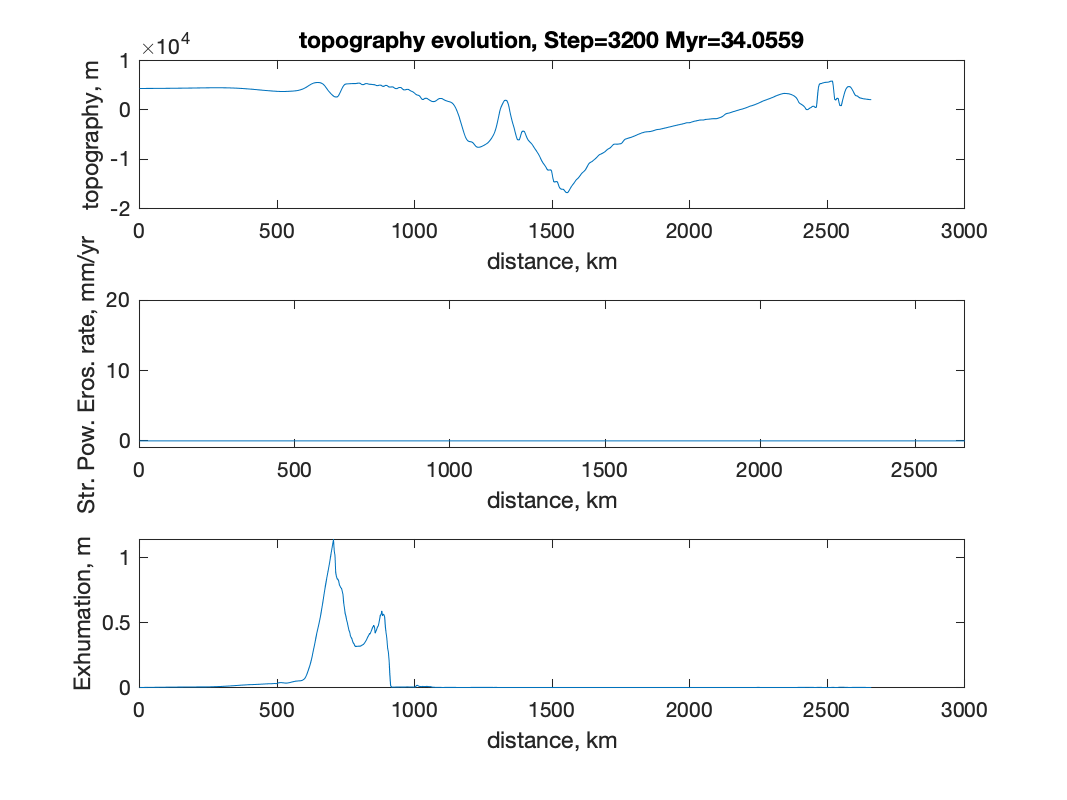 topography evolution, Step=3200 Myr=34.0559
×10⁴
topography, m
1
0
-1
-2
0 500 1000 1500 2000 2500 3000
distance, km
Str. Pow. Eros. rate, mm/yr
20
10
0
0 500 1000 1500 2000 2500
distance, km
Exhumation, m
1
0.5
0
0 500 1000 1500 2000 2500 3000
distance, km